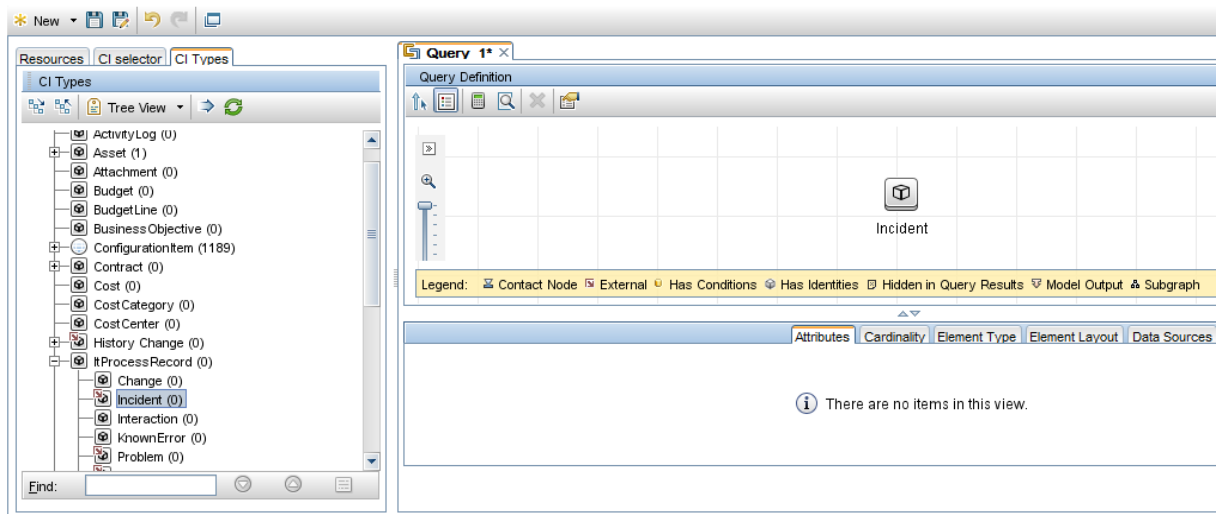 New
Resources CI selector CI Types
CI Types
Tree View
ActivityLog (0)
Asset (1)
Attachment (0)
Budget (0)
BudgetLine (0)
BusinessObjective (0)
ConfigurationItem (1189)
Contract (0)
Cost (0)
CostCategory (0)
CostCenter (0)
History Change (0)
ItProcessRecord (0)
Change (0)
Incident (0)
Interaction (0)
KnownError (0)
Problem (0)
Find:
Query 1*
Query Definition
Incident
Legend: Contact Node External Has Conditions Has Identities Hidden in Query Results Model Output Subgraph
Attributes Cardinality Element Type Element Layout Data Sources
There are no items in this view.